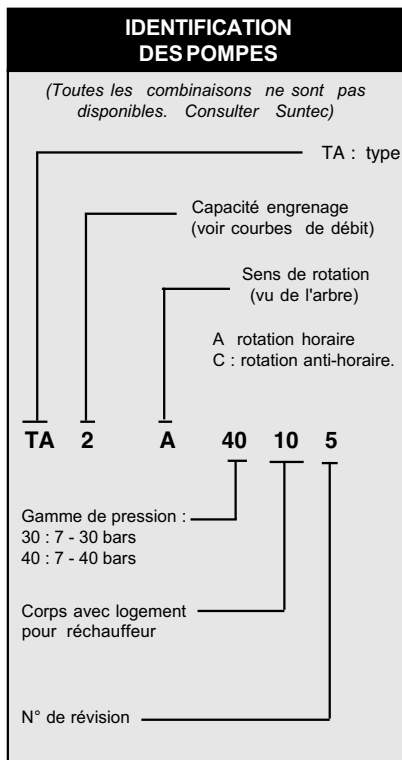 IDENTIFICATION
DES POMPES
(Toutes les combinaisons ne sont pas
disponibles. Consulter Suntec)
TA : type
Capacité engrenage
(voir courbes de débit)
Sens de rotation
(vu de l'arbre)
A rotation horaire
C : rotation anti-horaire.
TA 2 A 40 10 5
Gamme de pression :
30 : 7 - 30 bars
40 : 7 - 40 bars
Corps avec logement
pour réchauffeur
N° de révision